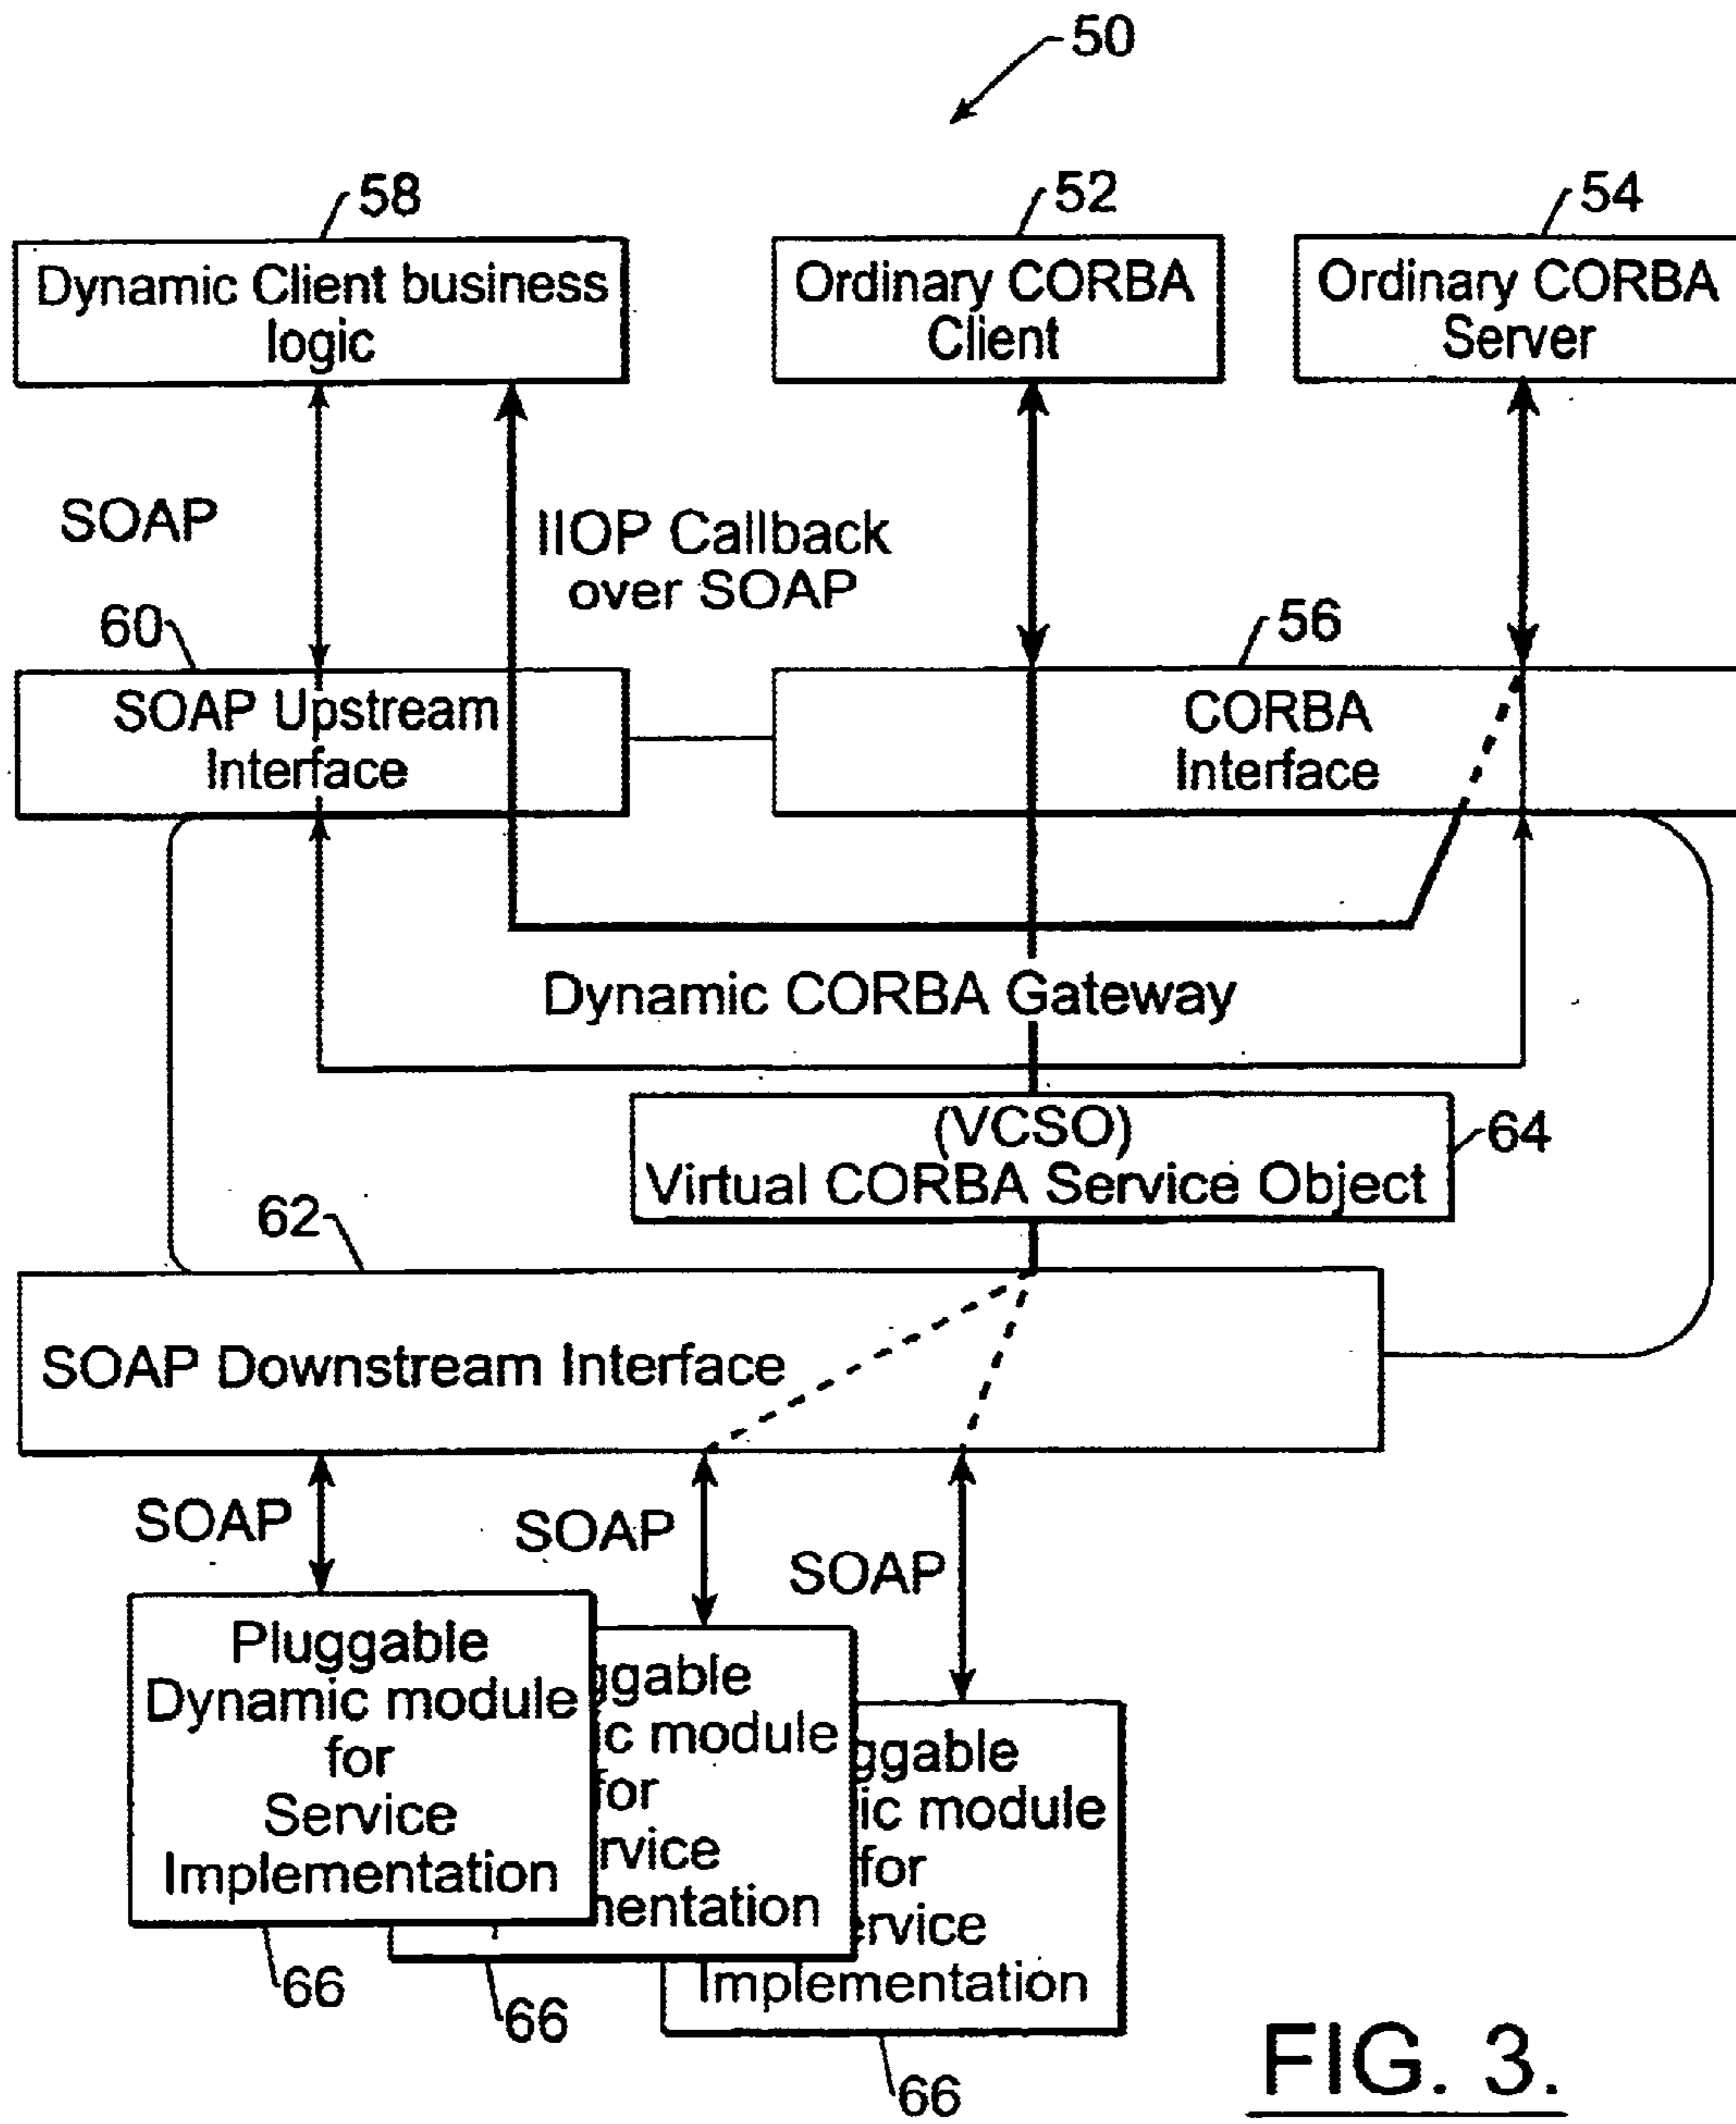 50
58
52
54
Dynamic Client business
logic
Ordinary CORBA
Client
Ordinary CORBA
Server
SOAP
IIOP Callback
over SOAP
60
56
SOAP Upstream
Interface
CORBA
Interface
Dynamic CORBA Gateway
(VCSO)
Virtual CORBA Service Object
64
62
SOAP Downstream Interface
SOAP
SOAP
SOAP
Pluggable
Dynamic module
for
Service
Implementation
ggable
ic module
for
rvice
mentation
ggable
ic module
for
ervice
Implementation
66
66
66
FIG. 3.